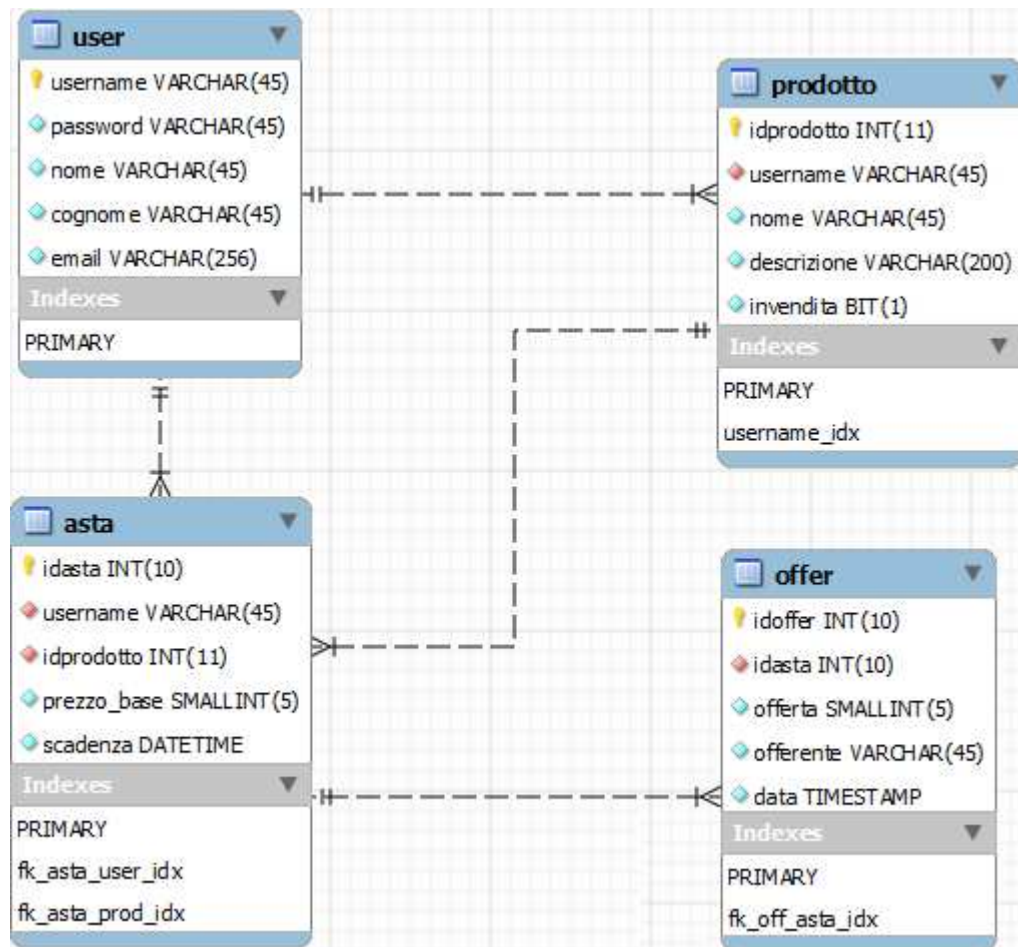 user
username VARCHAR(45)
password VARCHAR(45)
nome VARCHAR(45)
cognome VARCHAR(45)
email VARCHAR(256)
Indexes
PRIMARY
prodotto
idprodotto INT(11)
username VARCHAR(45)
nome VARCHAR(45)
descrizione VARCHAR(200)
invendita BIT(1)
Indexes
PRIMARY
username_idx
asta
idasta INT(10)
username VARCHAR(45)
idprodotto INT(11)
prezzo_base SMALLINT(5)
scadenza DATETIME
Indexes
PRIMARY
fk_asta_user_idx
fk_asta_prod_idx
offer
idoffer INT(10)
idasta INT(10)
offerta SMALLINT(5)
offerente VARCHAR(45)
data TIMESTAMP
Indexes
PRIMARY
fk_off_asta_idx